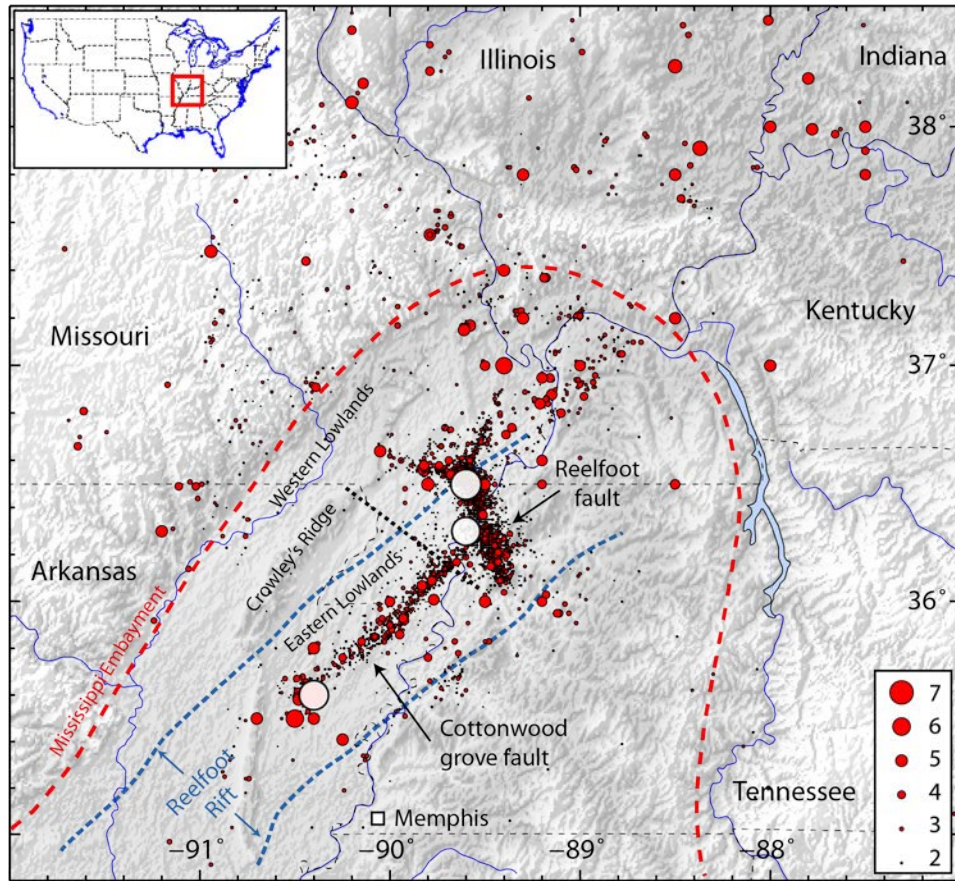 Illinois
Indiana
38°
Missouri
Kentucky
37°
Western Lowlands
Reelfoot
fault
Crowley's Ridge
Arkansas
Eastern Lowlands
36°
Mississippi Embayment
Cottonwood
grove fault
Reelfoot
Rift
Memphis
Tennessee
−91°
−90°
−89°
−88°
7
6
5
4
3
2